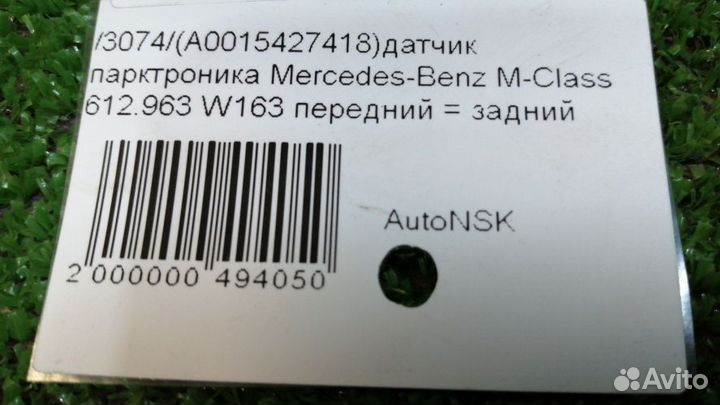 /3074/(A0015427418)датчик
парктроника Mercedes-Benz M-Class
612.963 W163 передний = задний
AutoNSK
2 000000 494050
Avito